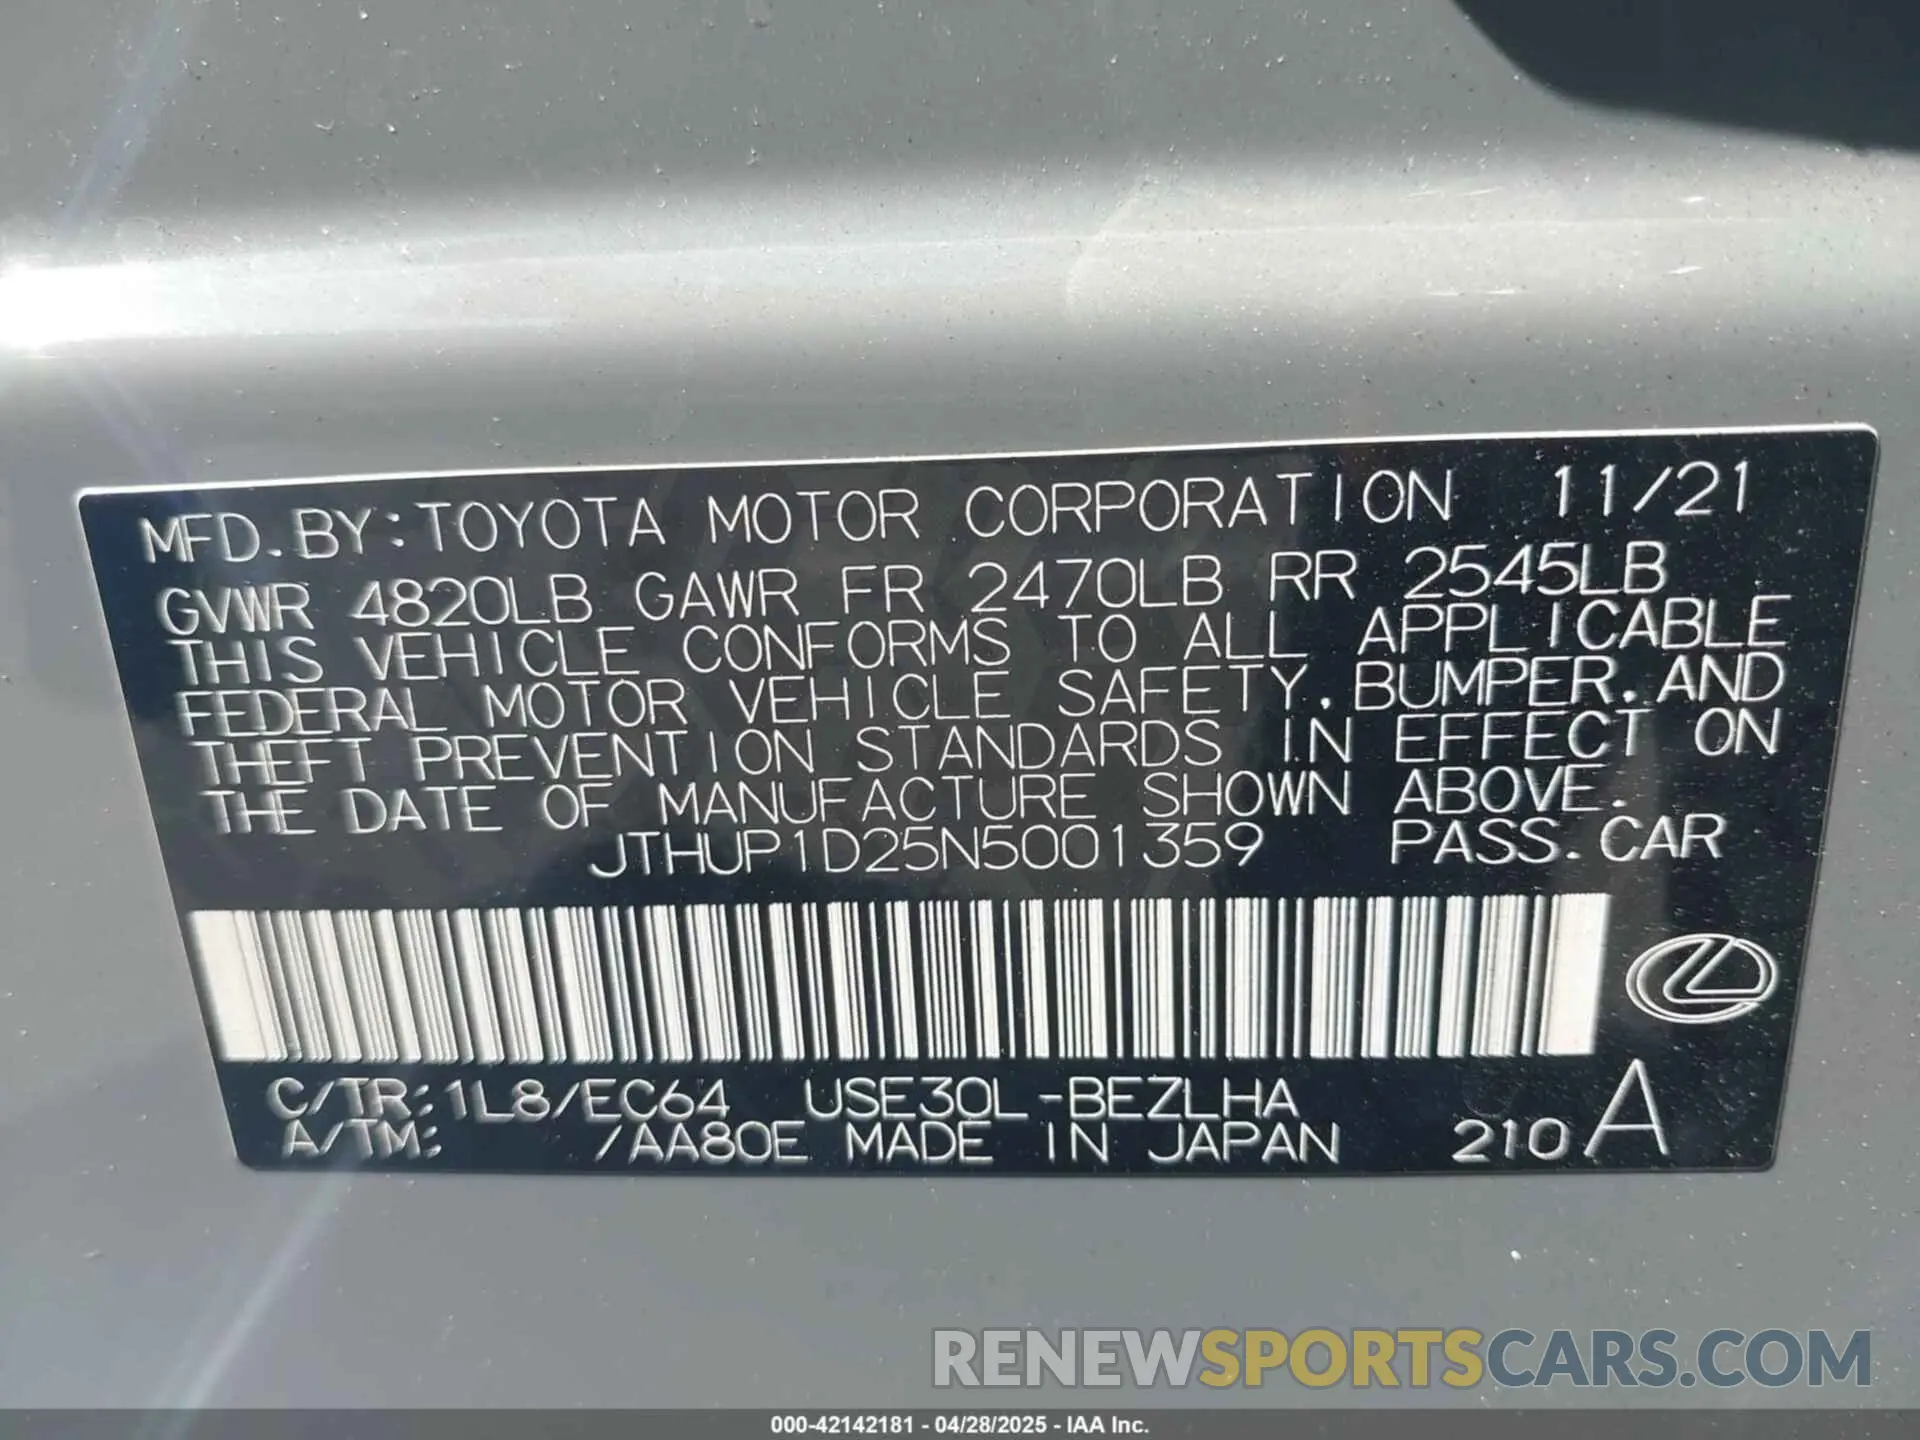 MFD.BY:TOYOTA MOTOR CORPORATION 11/21
GVWR 4820LB GAWR FR 2470LB RR 2545LB
THIS VEHICLE CONFORMS TO ALL APPLICABLE
FEDERAL MOTOR VEHICLE SAFETY.BUMPER.AND
THEFT PREVENTION STANDARDS IN EFFECT ON
THE DATE OF MANUFACTURE SHOWN ABOVE.
JTHUP1D25N5001359 PASS.CAR
C/TR:1L8/EC64 USE30L-BEZLHA
A/TM: /AA80E MADE IN JAPAN 210 A
RENEWSPORTSCARS.COM
000-42142181 - 04/28/2025 - IAA Inc.